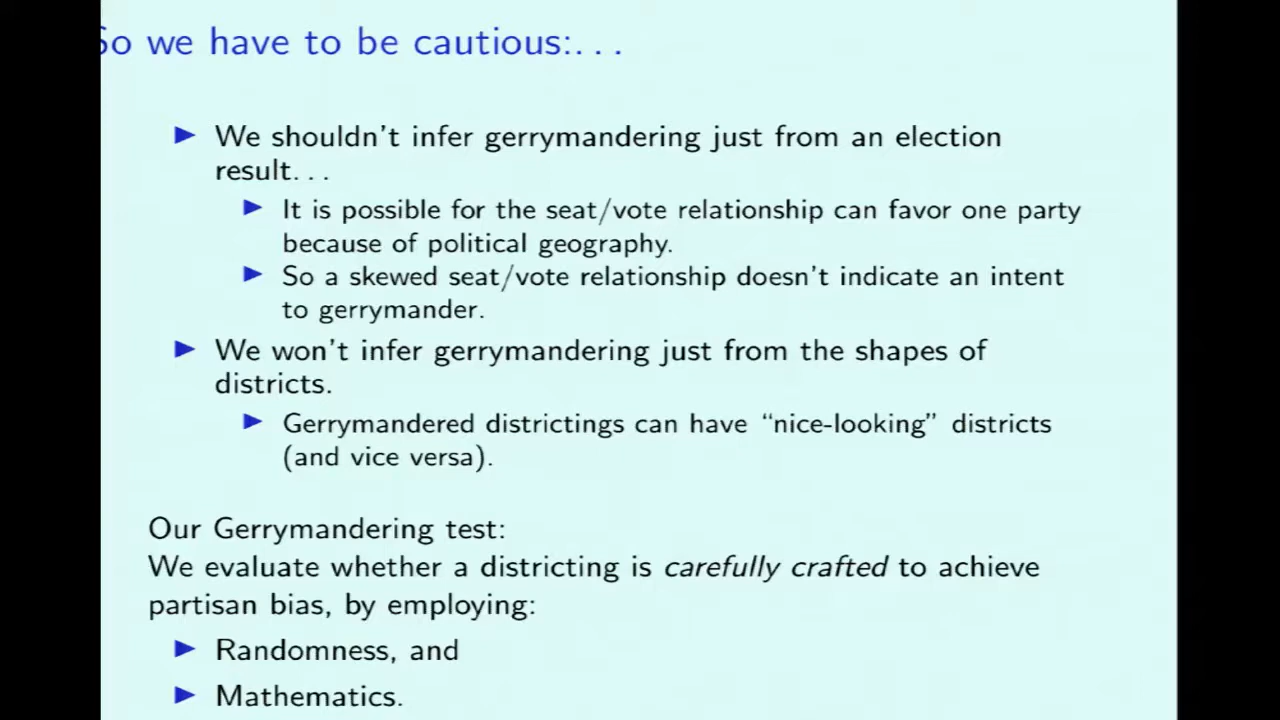 So we have to be cautious:...
We shouldn't infer gerrymandering just from an election
result...
It is possible for the seat/vote relationship can favor one party
because of political geography.
So a skewed seat/vote relationship doesn't indicate an intent
to gerrymander.
We won't infer gerrymandering just from the shapes of
districts.
Gerrymandered districtings can have “nice-looking” districts
(and vice versa).
Our Gerrymandering test:
We evaluate whether a districting is carefully crafted to achieve
partisan bias, by employing:
Randomness, and
Mathematics.